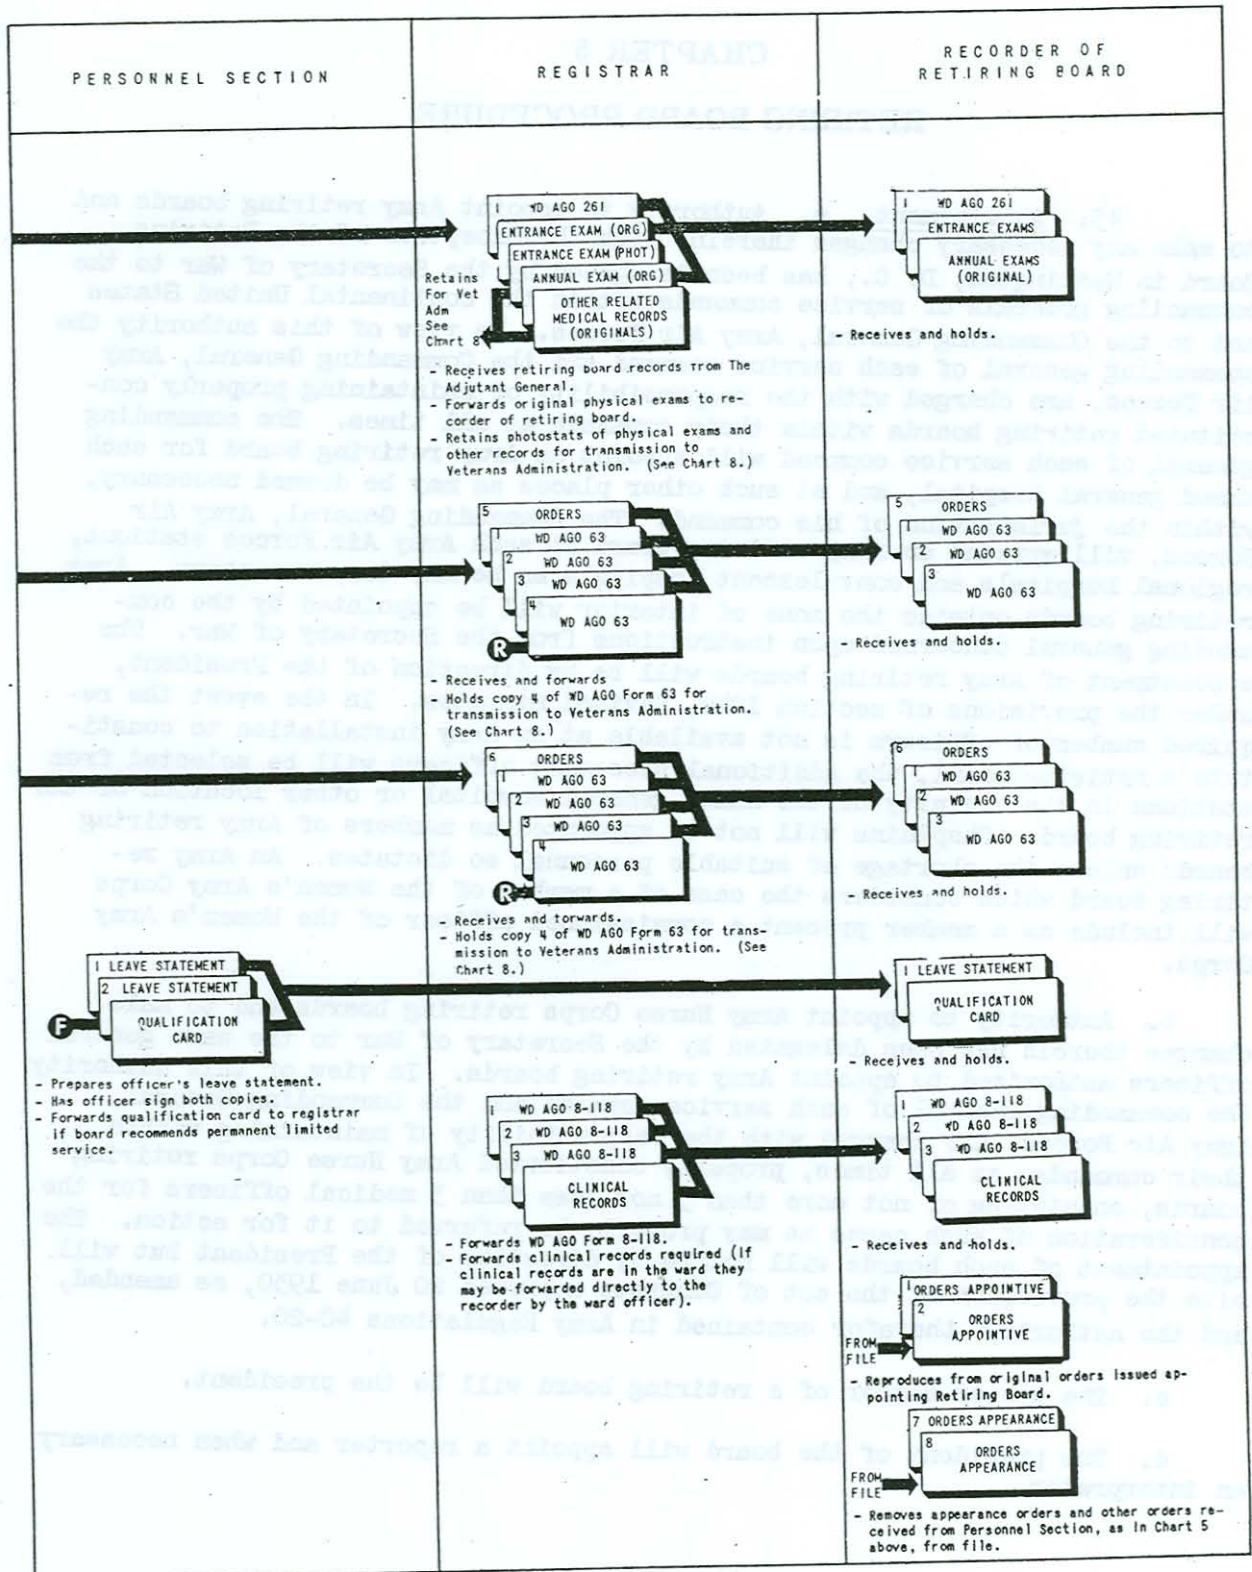 PERSONNEL SECTION
REGISTRAR
RECORDER OF
RETIRING BOARD
1 WD AGO 261
ENTRANCE EXAM (ORG)
ENTRANCE EXAM (PHOT)
ANNUAL EXAM (ORG)
OTHER RELATED
MEDICAL RECORDS
(ORIGINALS)
Retains
For Vet
Adm
See
Chart 8
- Receives retiring board records from The
Adjutant General.
- Forwards original physical exams to re-
corder of retiring board.
- Retains photostats of physical exams and
other records for transmission to
Veterans Administration. (See Chart 8.)
1 WD AGO 261
ENTRANCE EXAMS
ANNUAL EXAMS
(ORIGINAL)
- Receives and holds.
5 ORDERS
1 WD AGO 63
2 WD AGO 63
3 WD AGO 63
4
WD AGO 63
R
- Receives and forwards
- Holds copy 4 of WD AGO Form 63 for
transmission to Veterans Administration.
(See Chart 8.)
5
ORDERS
1 WD AGO 63
2 WD AGO 63
3
WD AGO 63
- Receives and holds.
6 ORDERS
1 WD AGO 63
2 WD AGO 63
3 WD AGO 63
4
WD AGO 63
R
- Receives and torwards.
- Holds copy 4 of WD AGO Form 63 for trans-
mission to Veterans Administration. (See
Chart 8.)
6
ORDERS
1 WD AGO 63
2 WD AGO 63
3
WD AGO 63
- Receives and holds.
1 LEAVE STATEMENT
2 LEAVE STATEMENT
QUALIFICATION
CARD
F
- Prepares officer's leave statement.
- Has officer sign both copies.
- Forwards qualification card to registrar
if board recommends permanent limited
service.
1 LEAVE STATEMENT
QUALIFICATION
CARD
- Receives and holds.
1 WD AGO 8-118
2 WD AGO 8-118
3 WD AGO 8-118
CLINICAL
RECORDS
- Forwards WD AGO Form 8-118.
- Forwards clinical records required (If
clinical records are in the ward they
may be forwarded directly to the
recorder by the ward officer).
1 WD AGO 8-118
2 WD AGO 8-118
3 WD AGO 8-118
CLINICAL
RECORDS
- Receives and holds.
1 ORDERS APPOINTIVE
2
ORDERS
APPOINTIVE
FROM
FILE
- Reproduces from original orders issued ap-
pointing Retiring Board.
7 ORDERS APPEARANCE
8
ORDERS
APPEARANCE
FROM
FILE
- Removes appearance orders and other orders re-
ceived from Personnel Section, as in Chart 5
above, from file.